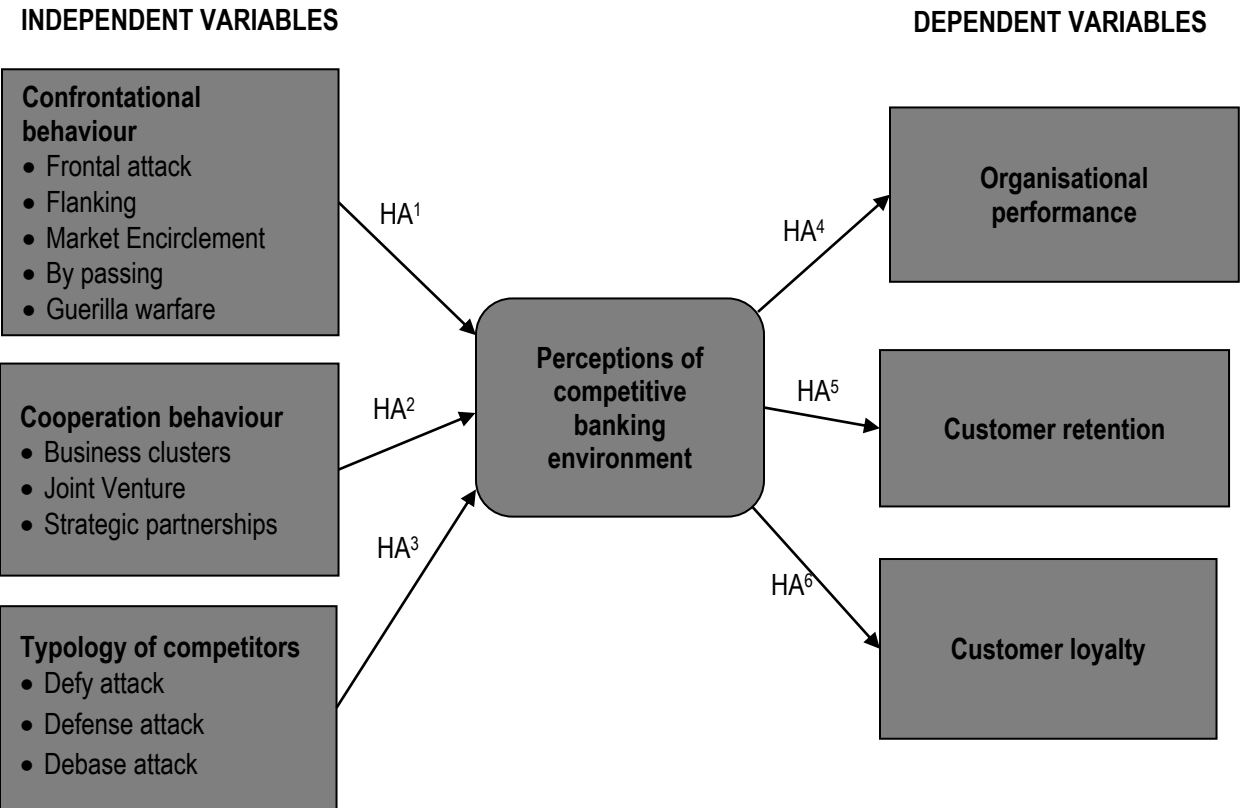 INDEPENDENT VARIABLES
DEPENDENT VARIABLES
Confrontational
behaviour
• Frontal attack
• Flanking
• Market Encirclement
• By passing
• Guerilla warfare
HA¹
Cooperation behaviour
• Business clusters
• Joint Venture
• Strategic partnerships
HA²
Typology of competitors
• Defy attack
• Defense attack
• Debase attack
HA³
Perceptions of
competitive
banking
environment
HA⁴
Organisational
performance
HA⁵
Customer retention
HA⁶
Customer loyalty